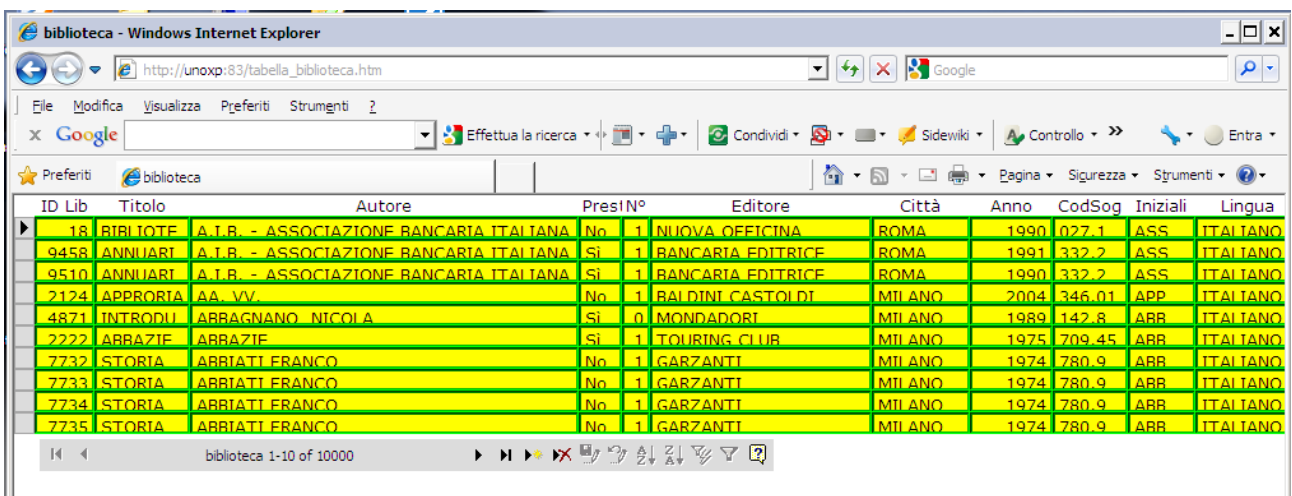 biblioteca - Windows Internet Explorer
http://unoxp:83/tabella_biblioteca.htm Google
File Modifica Visualizza Preferiti Strumenti ?
x Google Effettua la ricerca Condividi Sidewiki Controllo >> Entra
Preferiti biblioteca Pagina Sicurezza Strumenti
ID Lib Titolo Autore Prest N° Editore Città Anno CodSog Iniziali Lingua
18 BIBLIOTE A.I.B. - ASSOCIAZIONE BANCARIA ITALIANA No 1 NUOVA OFFICINA ROMA 1990 027.1 ASS ITALIANO
9458 ANNUARI A.I.B. - ASSOCIAZIONE BANCARIA ITALIANA Sì 1 BANCARIA EDITRICE ROMA 1991 332.2 ASS ITALIANO
9510 ANNUARI A.I.B. - ASSOCIAZIONE BANCARIA ITALIANA Sì 1 BANCARIA EDITRICE ROMA 1990 332.2 ASS ITALIANO
2124 APPRORIA AA. VV. No 1 BALDINI CASTOLDI MILANO 2004 346.01 APP ITALIANO
4871 INTRODU ABBAGNANO NICOLA Sì 0 MONDADORI MILANO 1989 142.8 ABB ITALIANO
2222 ABBAZIE ABBAZIE Sì 1 TOURING CLUB MILANO 1975 709.45 ABB ITALIANO
7732 STORIA ABBIATI FRANCO No 1 GARZANTI MILANO 1974 780.9 ABB ITALIANO
7733 STORIA ABBIATI FRANCO No 1 GARZANTI MILANO 1974 780.9 ABB ITALIANO
7734 STORIA ABBIATI FRANCO No 1 GARZANTI MILANO 1974 780.9 ABB ITALIANO
7735 STORIA ABBIATI FRANCO No 1 GARZANTI MILANO 1974 780.9 ABB ITALIANO
biblioteca 1-10 of 10000